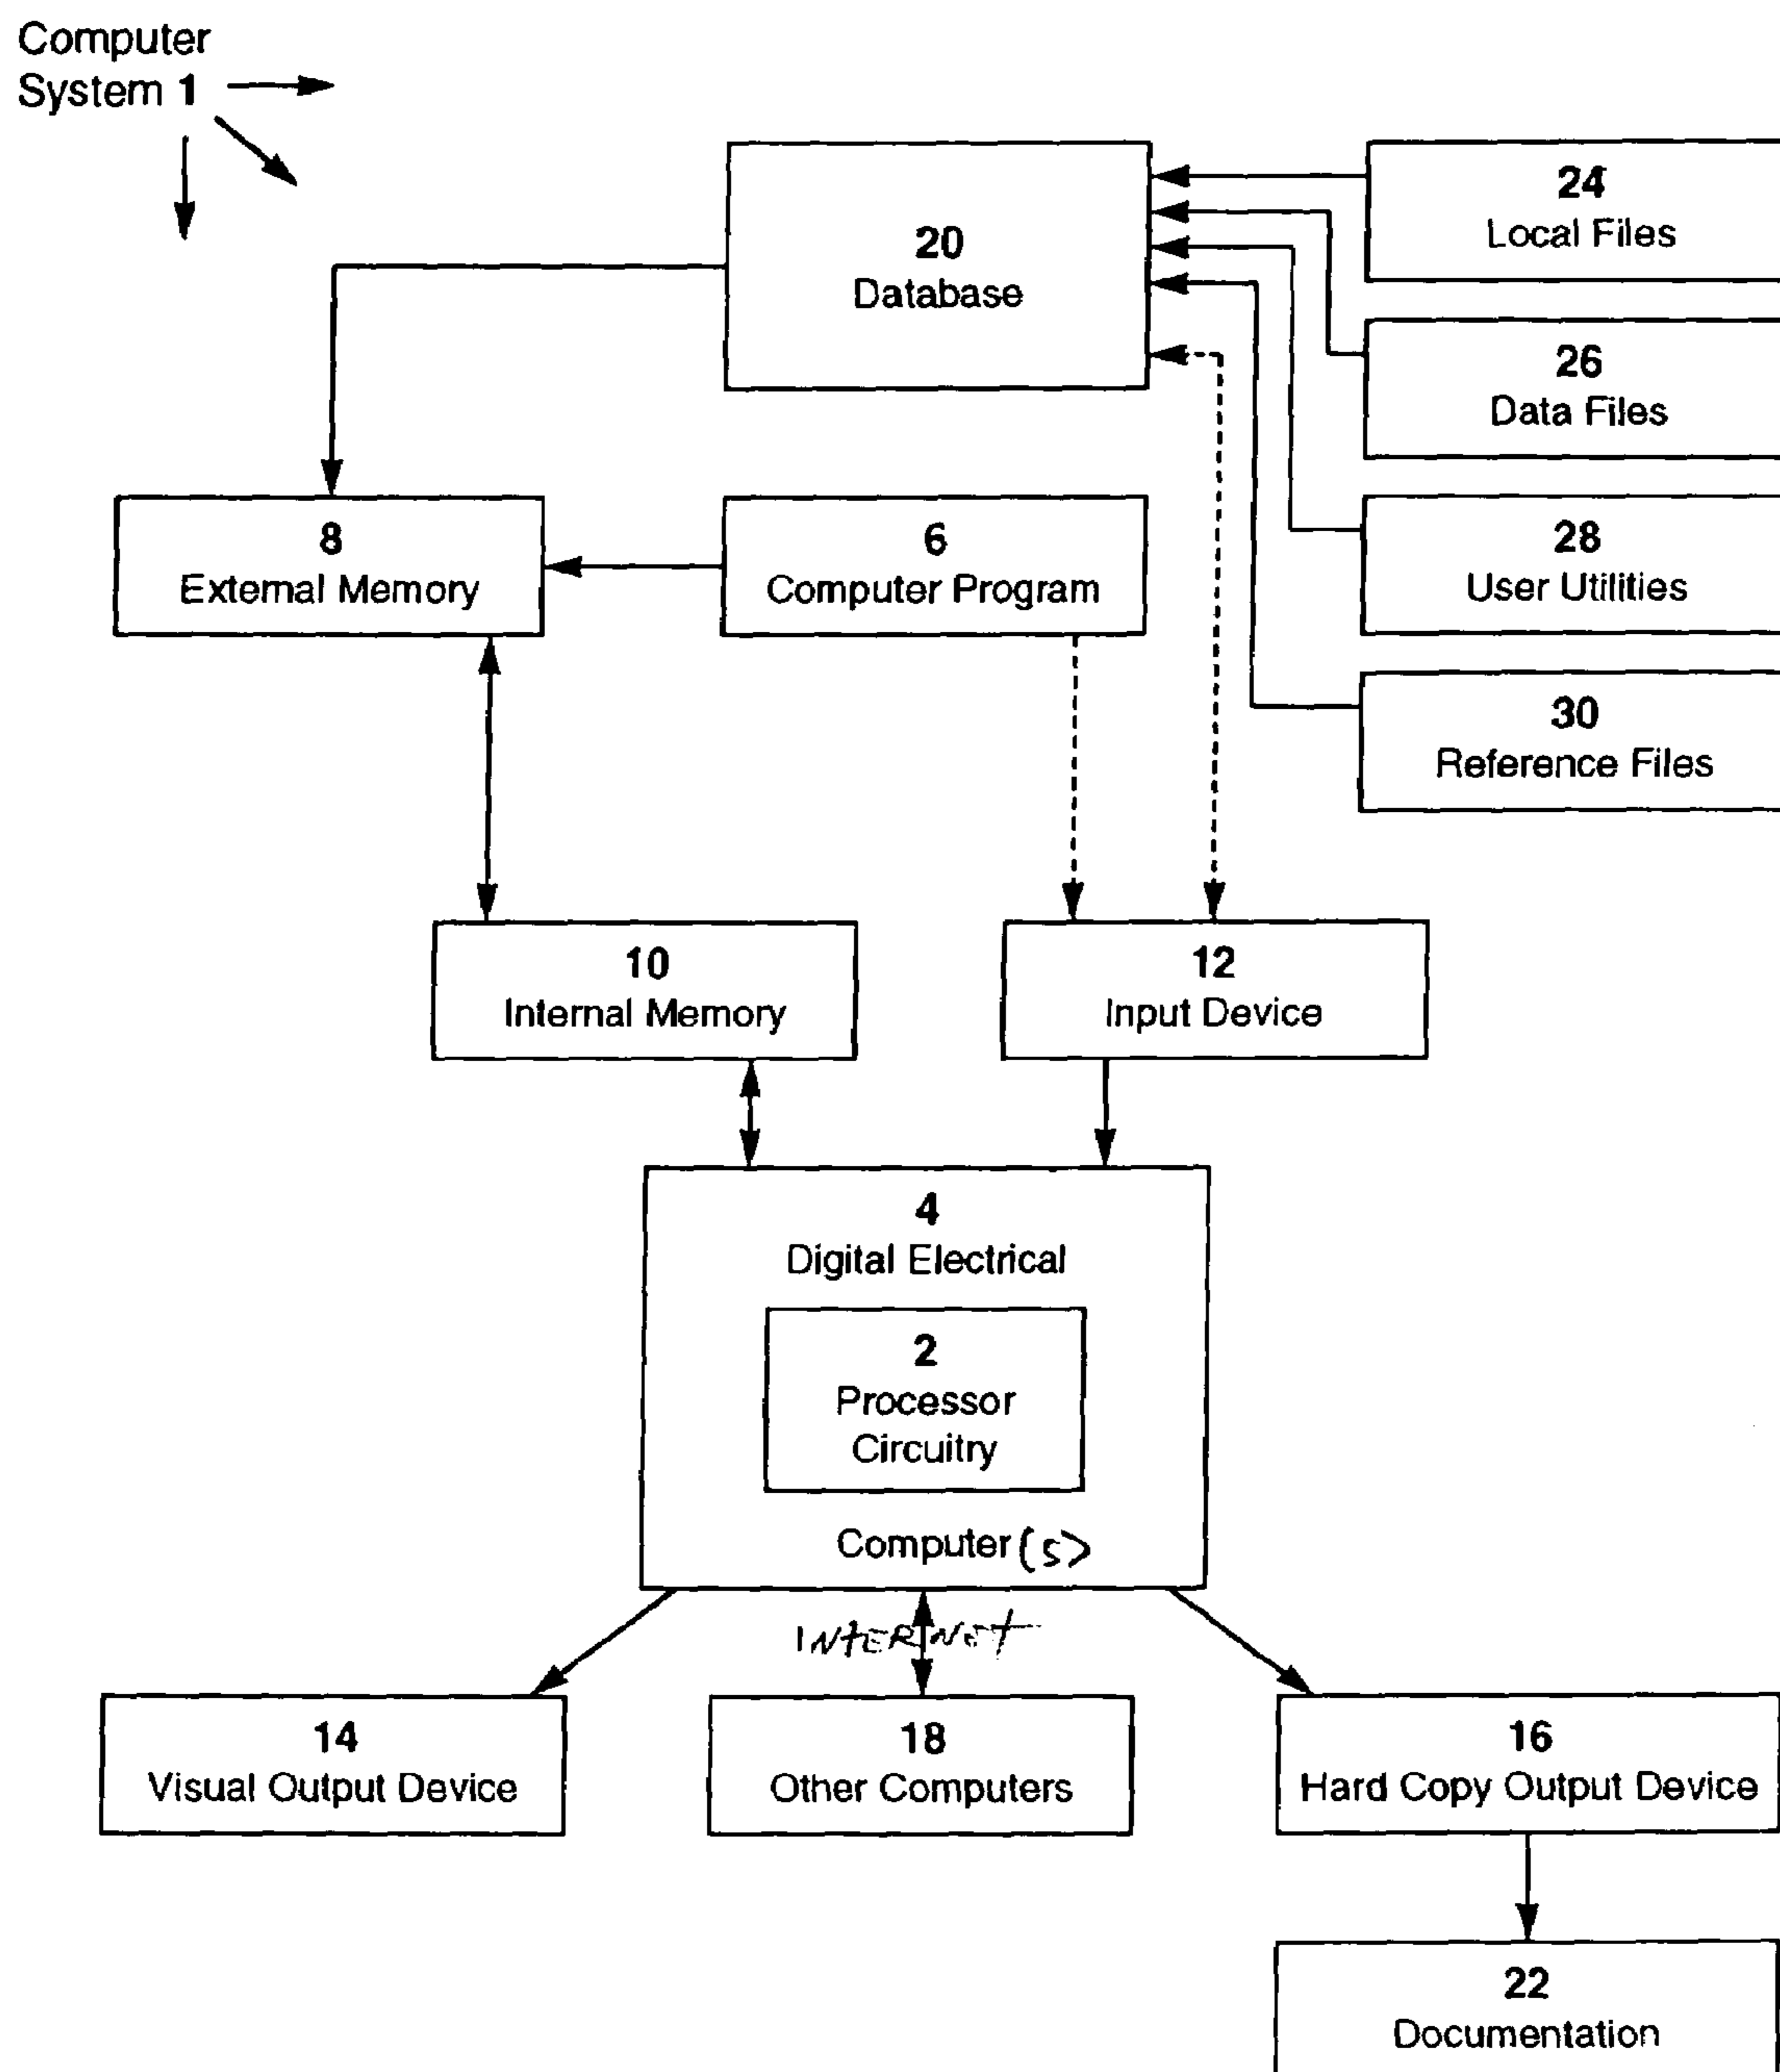 Computer
System 1
20
Database
24
Local Files
26
Data Files
8
External Memory
6
Computer Program
28
User Utilities
30
Reference Files
10
Internal Memory
12
Input Device
4
Digital Electrical
2
Processor
Circuitry
Computer(s)
INtERNet
14
Visual Output Device
18
Other Computers
16
Hard Copy Output Device
22
Documentation